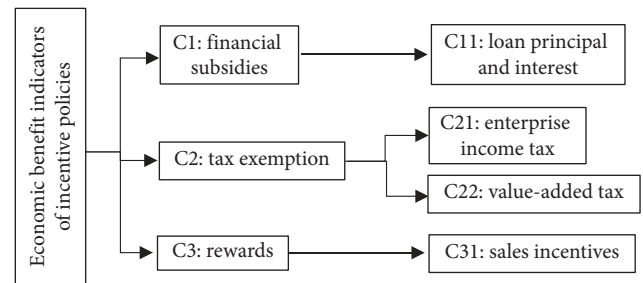 Economic benefit indicators
of incentive policies
C1: financial
subsidies
C11: loan principal
and interest
C2: tax exemption
C21: enterprise
income tax
C22: value-added tax
C3: rewards
C31: sales incentives